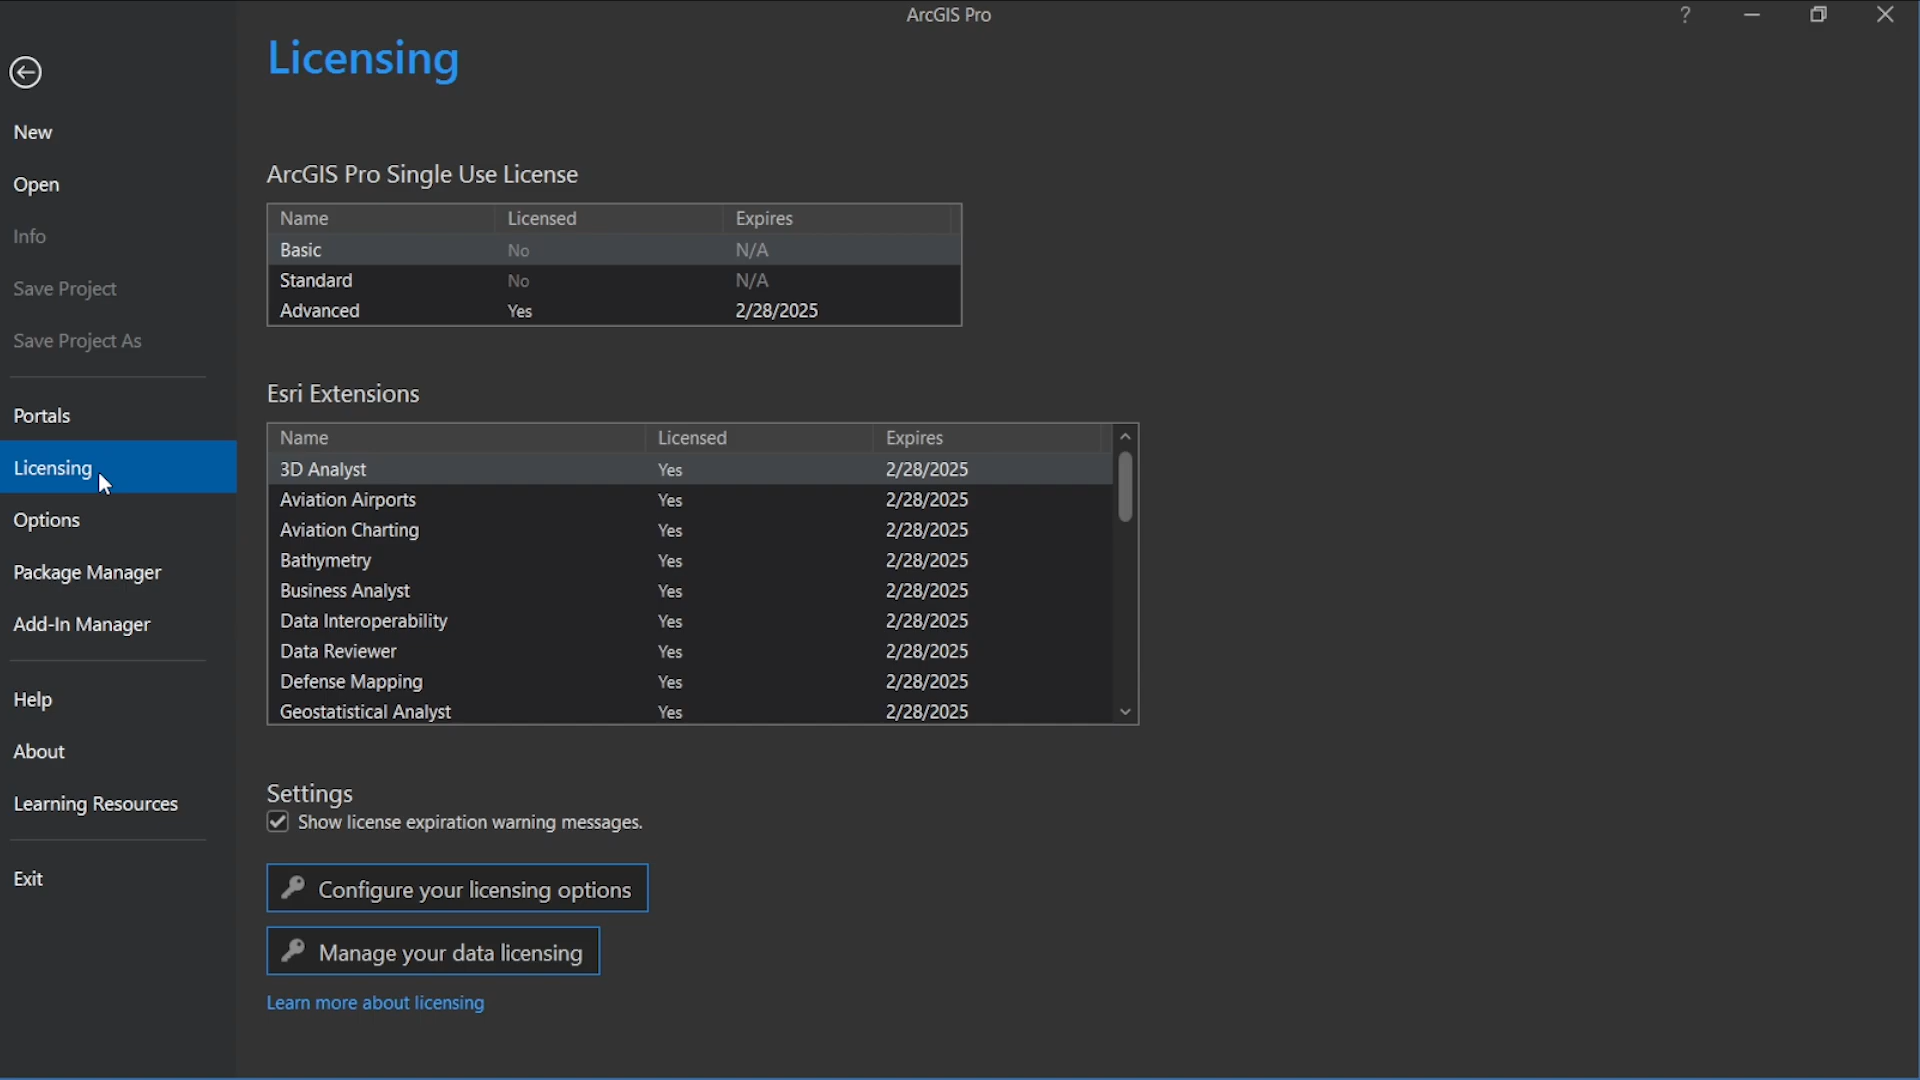 ArcGIS Pro
?
Licensing
New
Open
Info
Save Project
Save Project As
Portals
Licensing
Options
Package Manager
Add-In Manager
Help
About
Learning Resources
Exit
ArcGIS Pro Single Use License
Name Licensed Expires
Basic No N/A
Standard No N/A
Advanced Yes 2/28/2025
Esri Extensions
Name Licensed Expires
3D Analyst Yes 2/28/2025
Aviation Airports Yes 2/28/2025
Aviation Charting Yes 2/28/2025
Bathymetry Yes 2/28/2025
Business Analyst Yes 2/28/2025
Data Interoperability Yes 2/28/2025
Data Reviewer Yes 2/28/2025
Defense Mapping Yes 2/28/2025
Geostatistical Analyst Yes 2/28/2025
Settings
Show license expiration warning messages.
Configure your licensing options
Manage your data licensing
Learn more about licensing